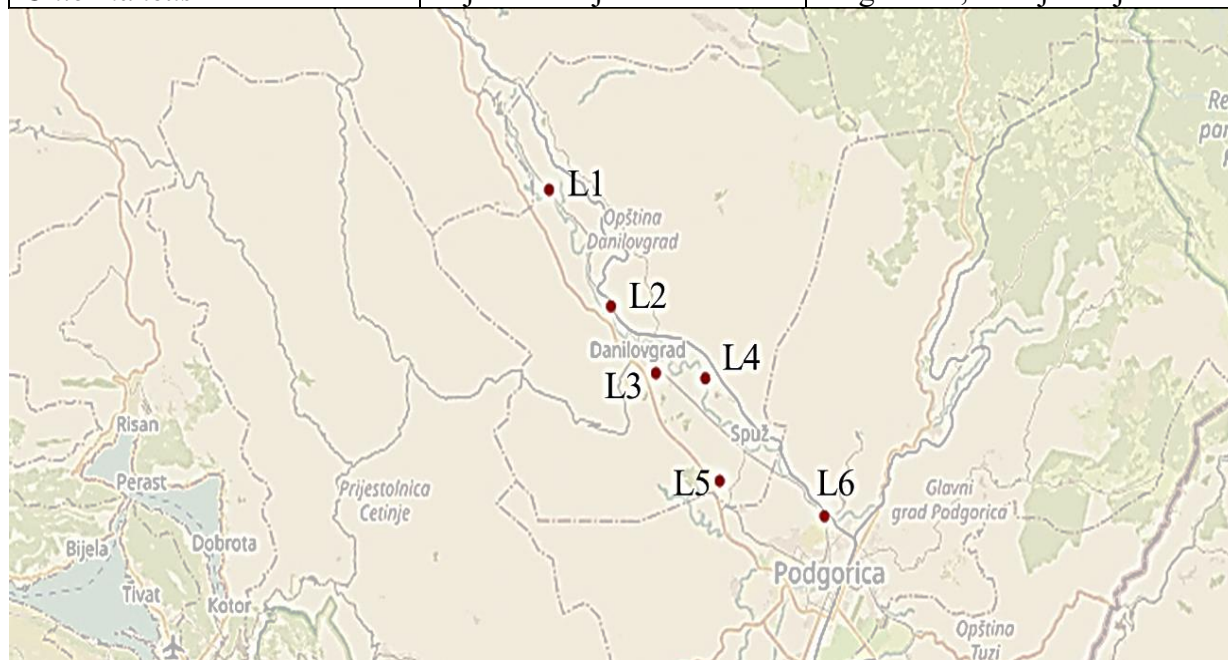 L1
Opština
Danilovgrad
L2
Danilovgrad
L4
L3
Spuž
Risan
Perast
Prijestolnica
Cetinje
L5
L6
Glavni
grad Podgorica
Bijela
Dobrota
Tivat
Kotor
Podgorica
Opština
Tuzi